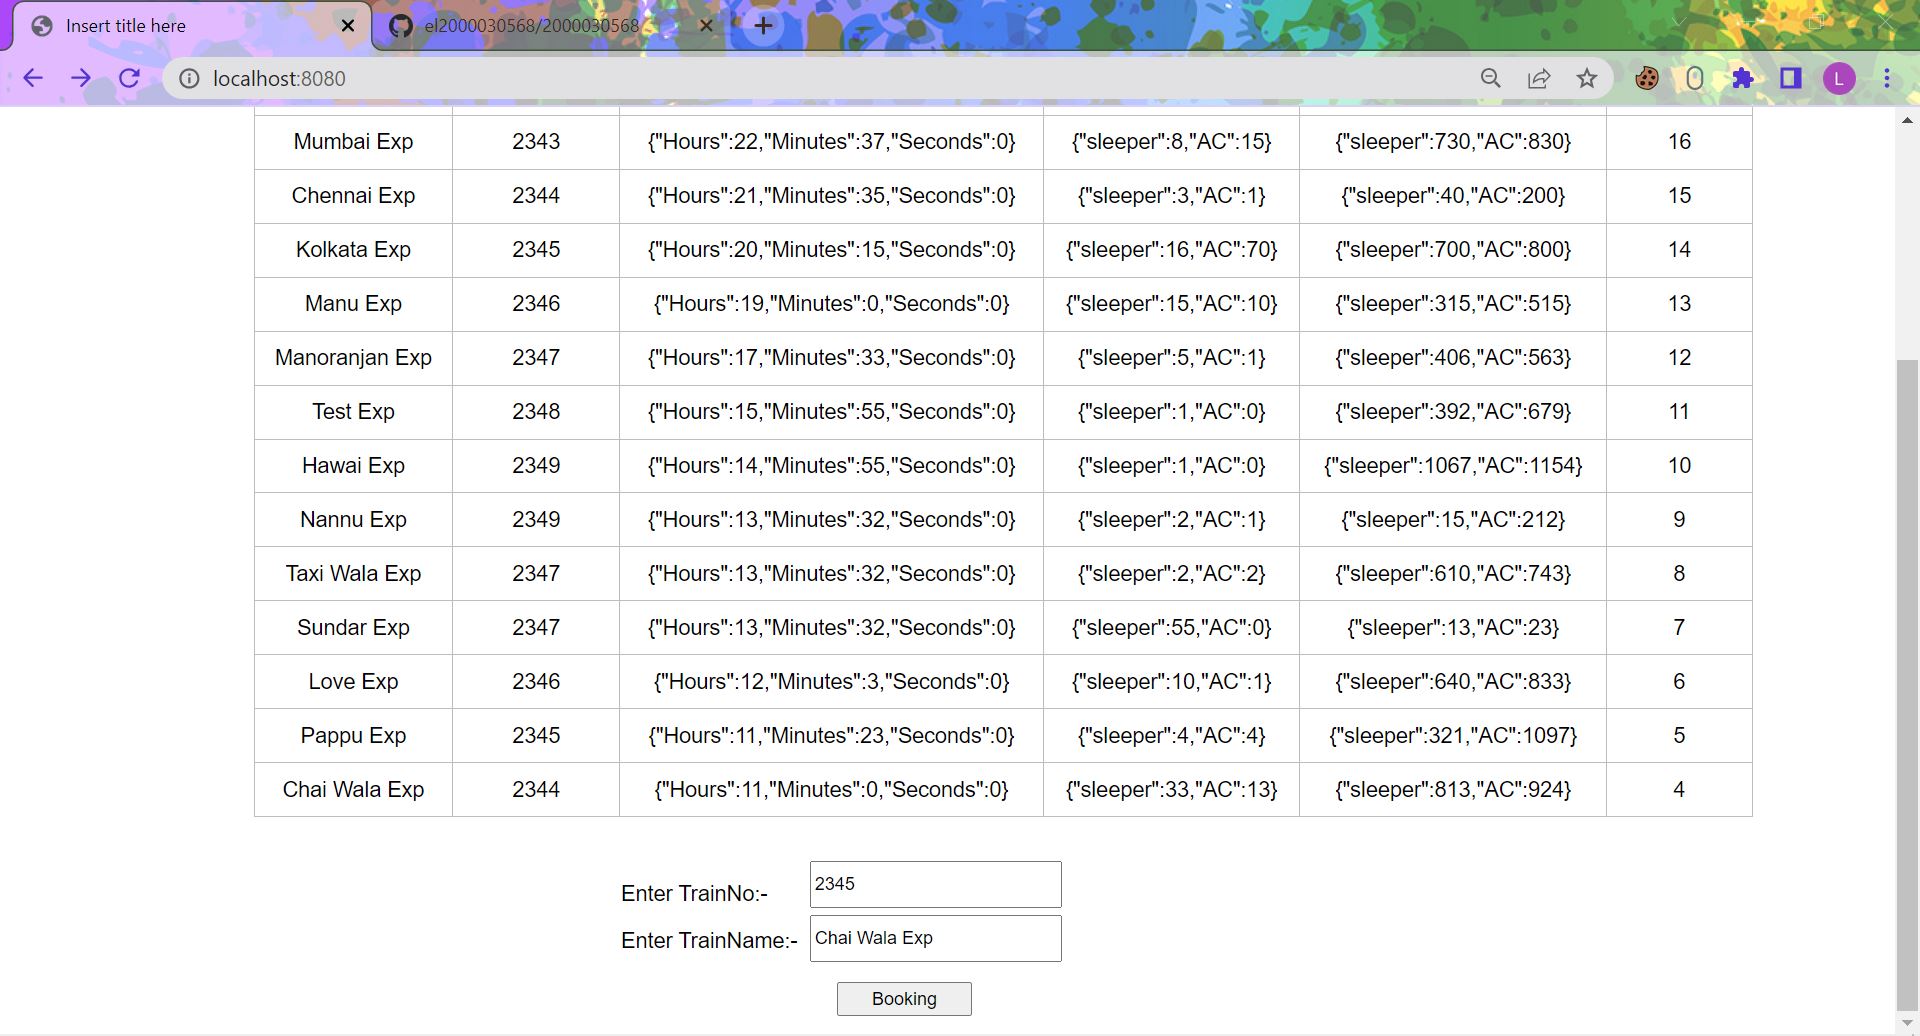 Insert title here
el2000030568/2000030568
localhost:8080
L
Mumbai Exp 2343 {"Hours":22,"Minutes":37,"Seconds":0} {"sleeper":8,"AC":15} {"sleeper":730,"AC":830} 16
Chennai Exp 2344 {"Hours":21,"Minutes":35,"Seconds":0} {"sleeper":3,"AC":1} {"sleeper":40,"AC":200} 15
Kolkata Exp 2345 {"Hours":20,"Minutes":15,"Seconds":0} {"sleeper":16,"AC":70} {"sleeper":700,"AC":800} 14
Manu Exp 2346 {"Hours":19,"Minutes":0,"Seconds":0} {"sleeper":15,"AC":10} {"sleeper":315,"AC":515} 13
Manoranjan Exp 2347 {"Hours":17,"Minutes":33,"Seconds":0} {"sleeper":5,"AC":1} {"sleeper":406,"AC":563} 12
Test Exp 2348 {"Hours":15,"Minutes":55,"Seconds":0} {"sleeper":1,"AC":0} {"sleeper":392,"AC":679} 11
Hawai Exp 2349 {"Hours":14,"Minutes":55,"Seconds":0} {"sleeper":1,"AC":0} {"sleeper":1067,"AC":1154} 10
Nannu Exp 2349 {"Hours":13,"Minutes":32,"Seconds":0} {"sleeper":2,"AC":1} {"sleeper":15,"AC":212} 9
Taxi Wala Exp 2347 {"Hours":13,"Minutes":32,"Seconds":0} {"sleeper":2,"AC":2} {"sleeper":610,"AC":743} 8
Sundar Exp 2347 {"Hours":13,"Minutes":32,"Seconds":0} {"sleeper":55,"AC":0} {"sleeper":13,"AC":23} 7
Love Exp 2346 {"Hours":12,"Minutes":3,"Seconds":0} {"sleeper":10,"AC":1} {"sleeper":640,"AC":833} 6
Pappu Exp 2345 {"Hours":11,"Minutes":23,"Seconds":0} {"sleeper":4,"AC":4} {"sleeper":321,"AC":1097} 5
Chai Wala Exp 2344 {"Hours":11,"Minutes":0,"Seconds":0} {"sleeper":33,"AC":13} {"sleeper":813,"AC":924} 4
Enter TrainNo:- 2345
Enter TrainName:- Chai Wala Exp
Booking